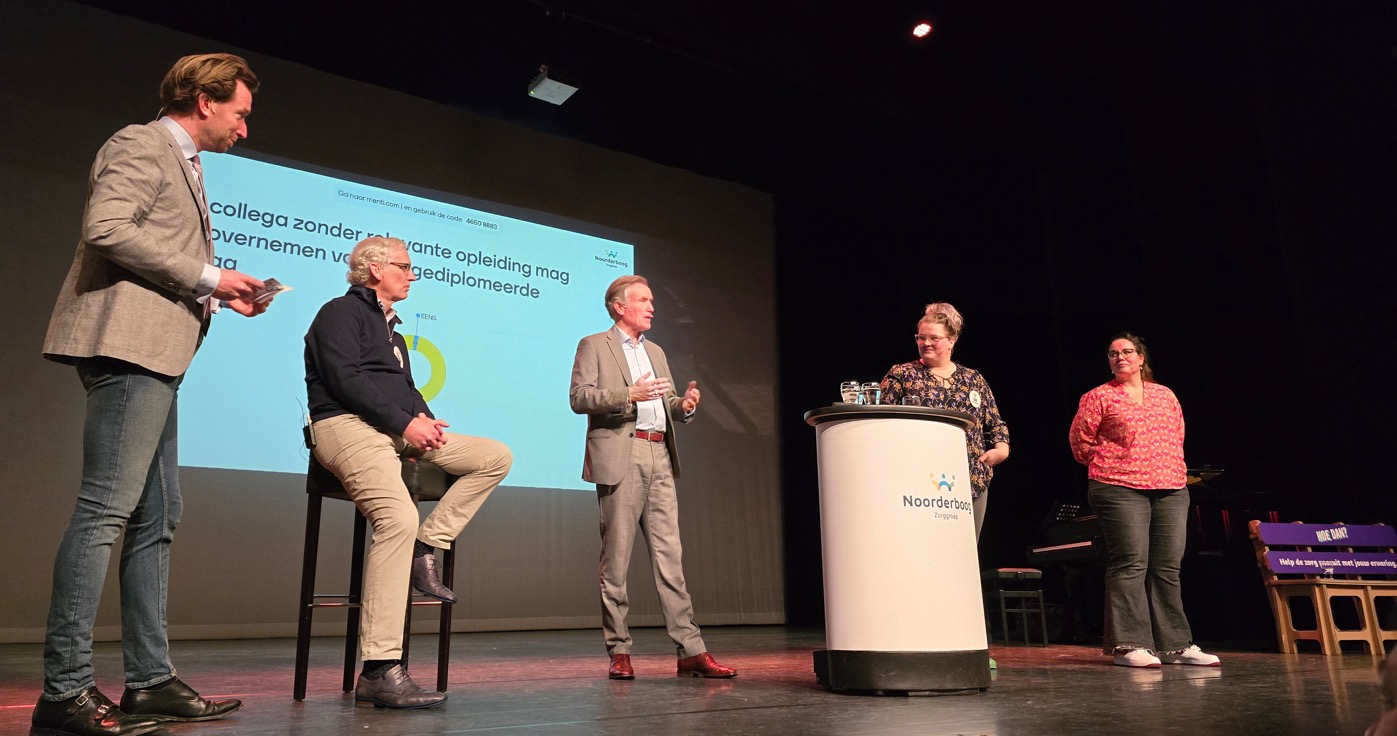 Ga naar menti.com | en gebruik de code: 4650 8883
Noorderboog
collega zonder relevante opleiding mag
overnemen gediplomeerde
EENS
Noorderboog
Zorggroep
HOE DAN?
Help de zorg vooruit met jouw ervaring.